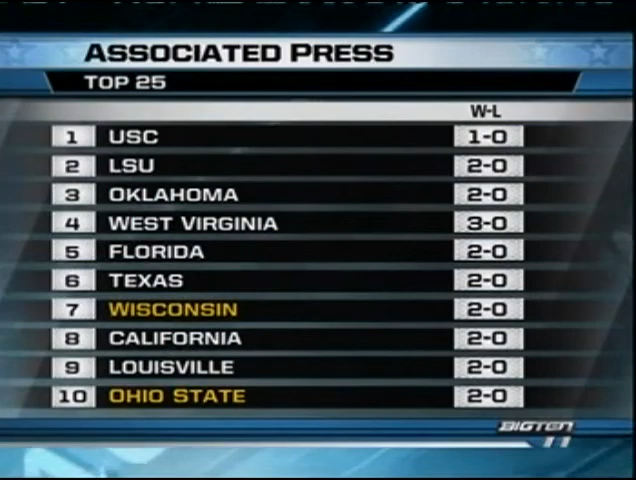 ASSOCIATED PRESS
TOP 25
W-L
1 USC 1-0
2 LSU 2-0
3 OKLAHOMA 2-0
4 WEST VIRGINIA 3-0
5 FLORIDA 2-0
6 TEXAS 2-0
7 WISCONSIN 2-0
8 CALIFORNIA 2-0
9 LOUISVILLE 2-0
10 OHIO STATE 2-0
BIGTEN
11